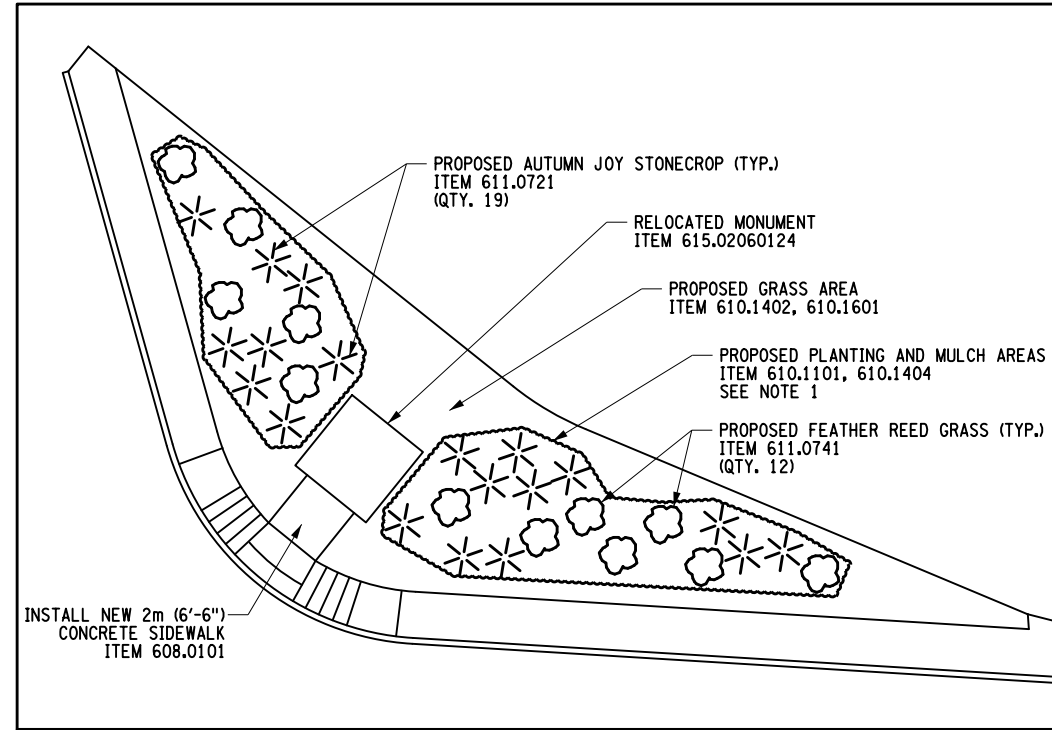 PROPOSED AUTUMN JOY STONECROP (TYP.)
ITEM 611.0721
(QTY. 19)
RELOCATED MONUMENT
ITEM 615.02060124
PROPOSED GRASS AREA
ITEM 610.1402, 610.1601
PROPOSED PLANTING AND MULCH AREAS
ITEM 610.1101, 610.1404
SEE NOTE 1
PROPOSED FEATHER REED GRASS (TYP.)
ITEM 611.0741
(QTY. 12)
INSTALL NEW 2m (6'-6")
CONCRETE SIDEWALK
ITEM 608.0101